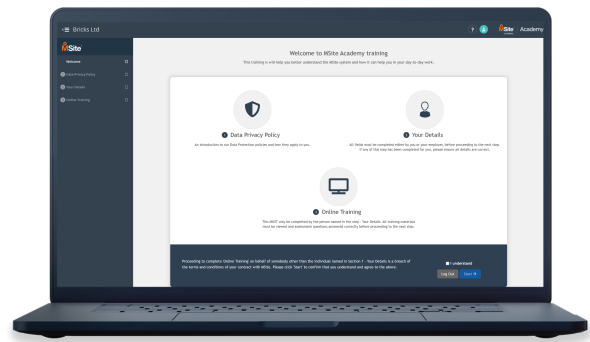 Bricks Ltd
?
MSite Academy
MSite
Welcome
Data Privacy Policy
Your Details
Online Training
Welcome to MSite Academy training
This training is will help you better understand the MSite system and how it can help you in your day-to-day work.
Data Privacy Policy
An introduction to our Data Protection policies and how they apply to you.
Your Details
All fields must be completed either by you or your employer, before proceeding to the next step.
If any of this step has been completed for you, please ensure all details are correct.
Online Training
This MUST only be completed by the person named in the step - Your Details. All training materials
must be viewed and assessment questions answered correctly before proceeding to the next step.
Proceeding to complete 'Online Training' on behalf of somebody other than the individuals named in Section 1 - Your Details is a breach of
the terms and conditions of your contract with MSite. Please click 'Start' to confirm that you understand and agree to the above.
I understand
Log Out
Start